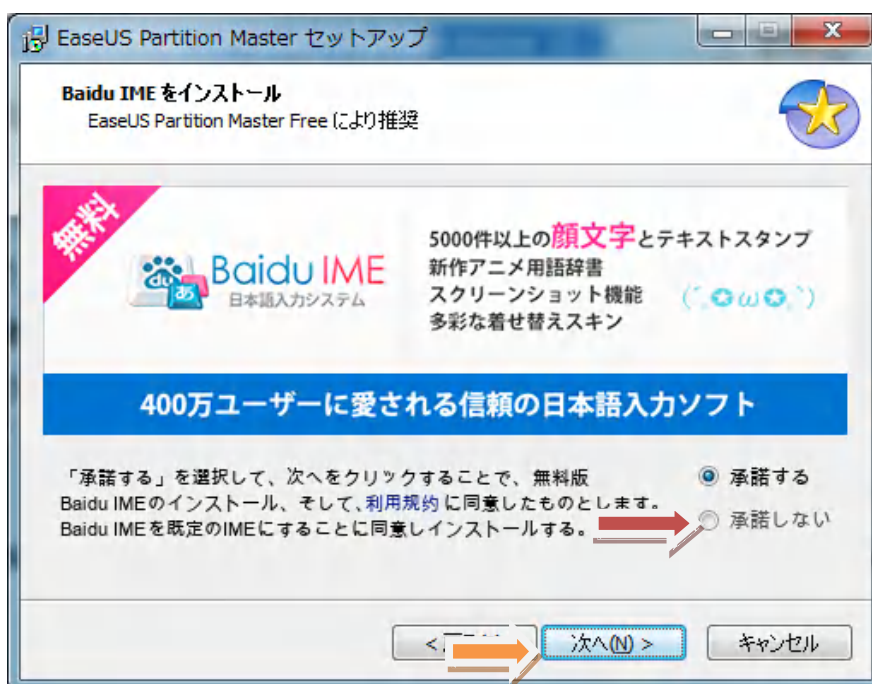 EaseUS Partition Master セットアップ
Baidu IME をインストール
EaseUS Partition Master Free により推奨
無料
du
あ
Baidu IME
日本語入力システム
5000件以上の顔文字とテキストスタンプ
新作アニメ用語辞書
スクリーンショット機能
多彩な着せ替えスキン
400万ユーザーに愛される信頼の日本語入力ソフト
「承諾する」を選択して、次へをクリックすることで、無料版
Baidu IMEのインストール、そして、利用規約 に同意したものとします。
Baidu IMEを既定のIMEにすることに同意しインストールする。
承諾する
承諾しない
次へ(N) >
キャンセル